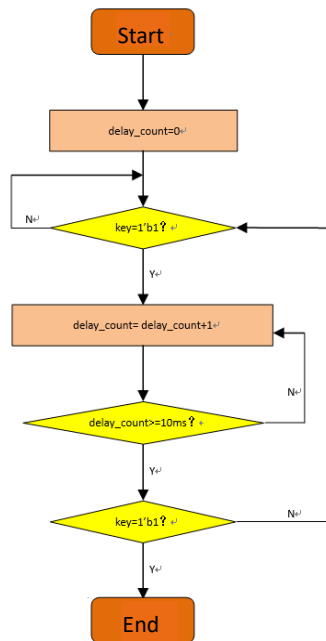 Start
delay_count=0
key=1'b1?
N
Y
delay_count= delay_count+1
delay_count>=10ms?
N
Y
key=1'b1?
N
Y
End